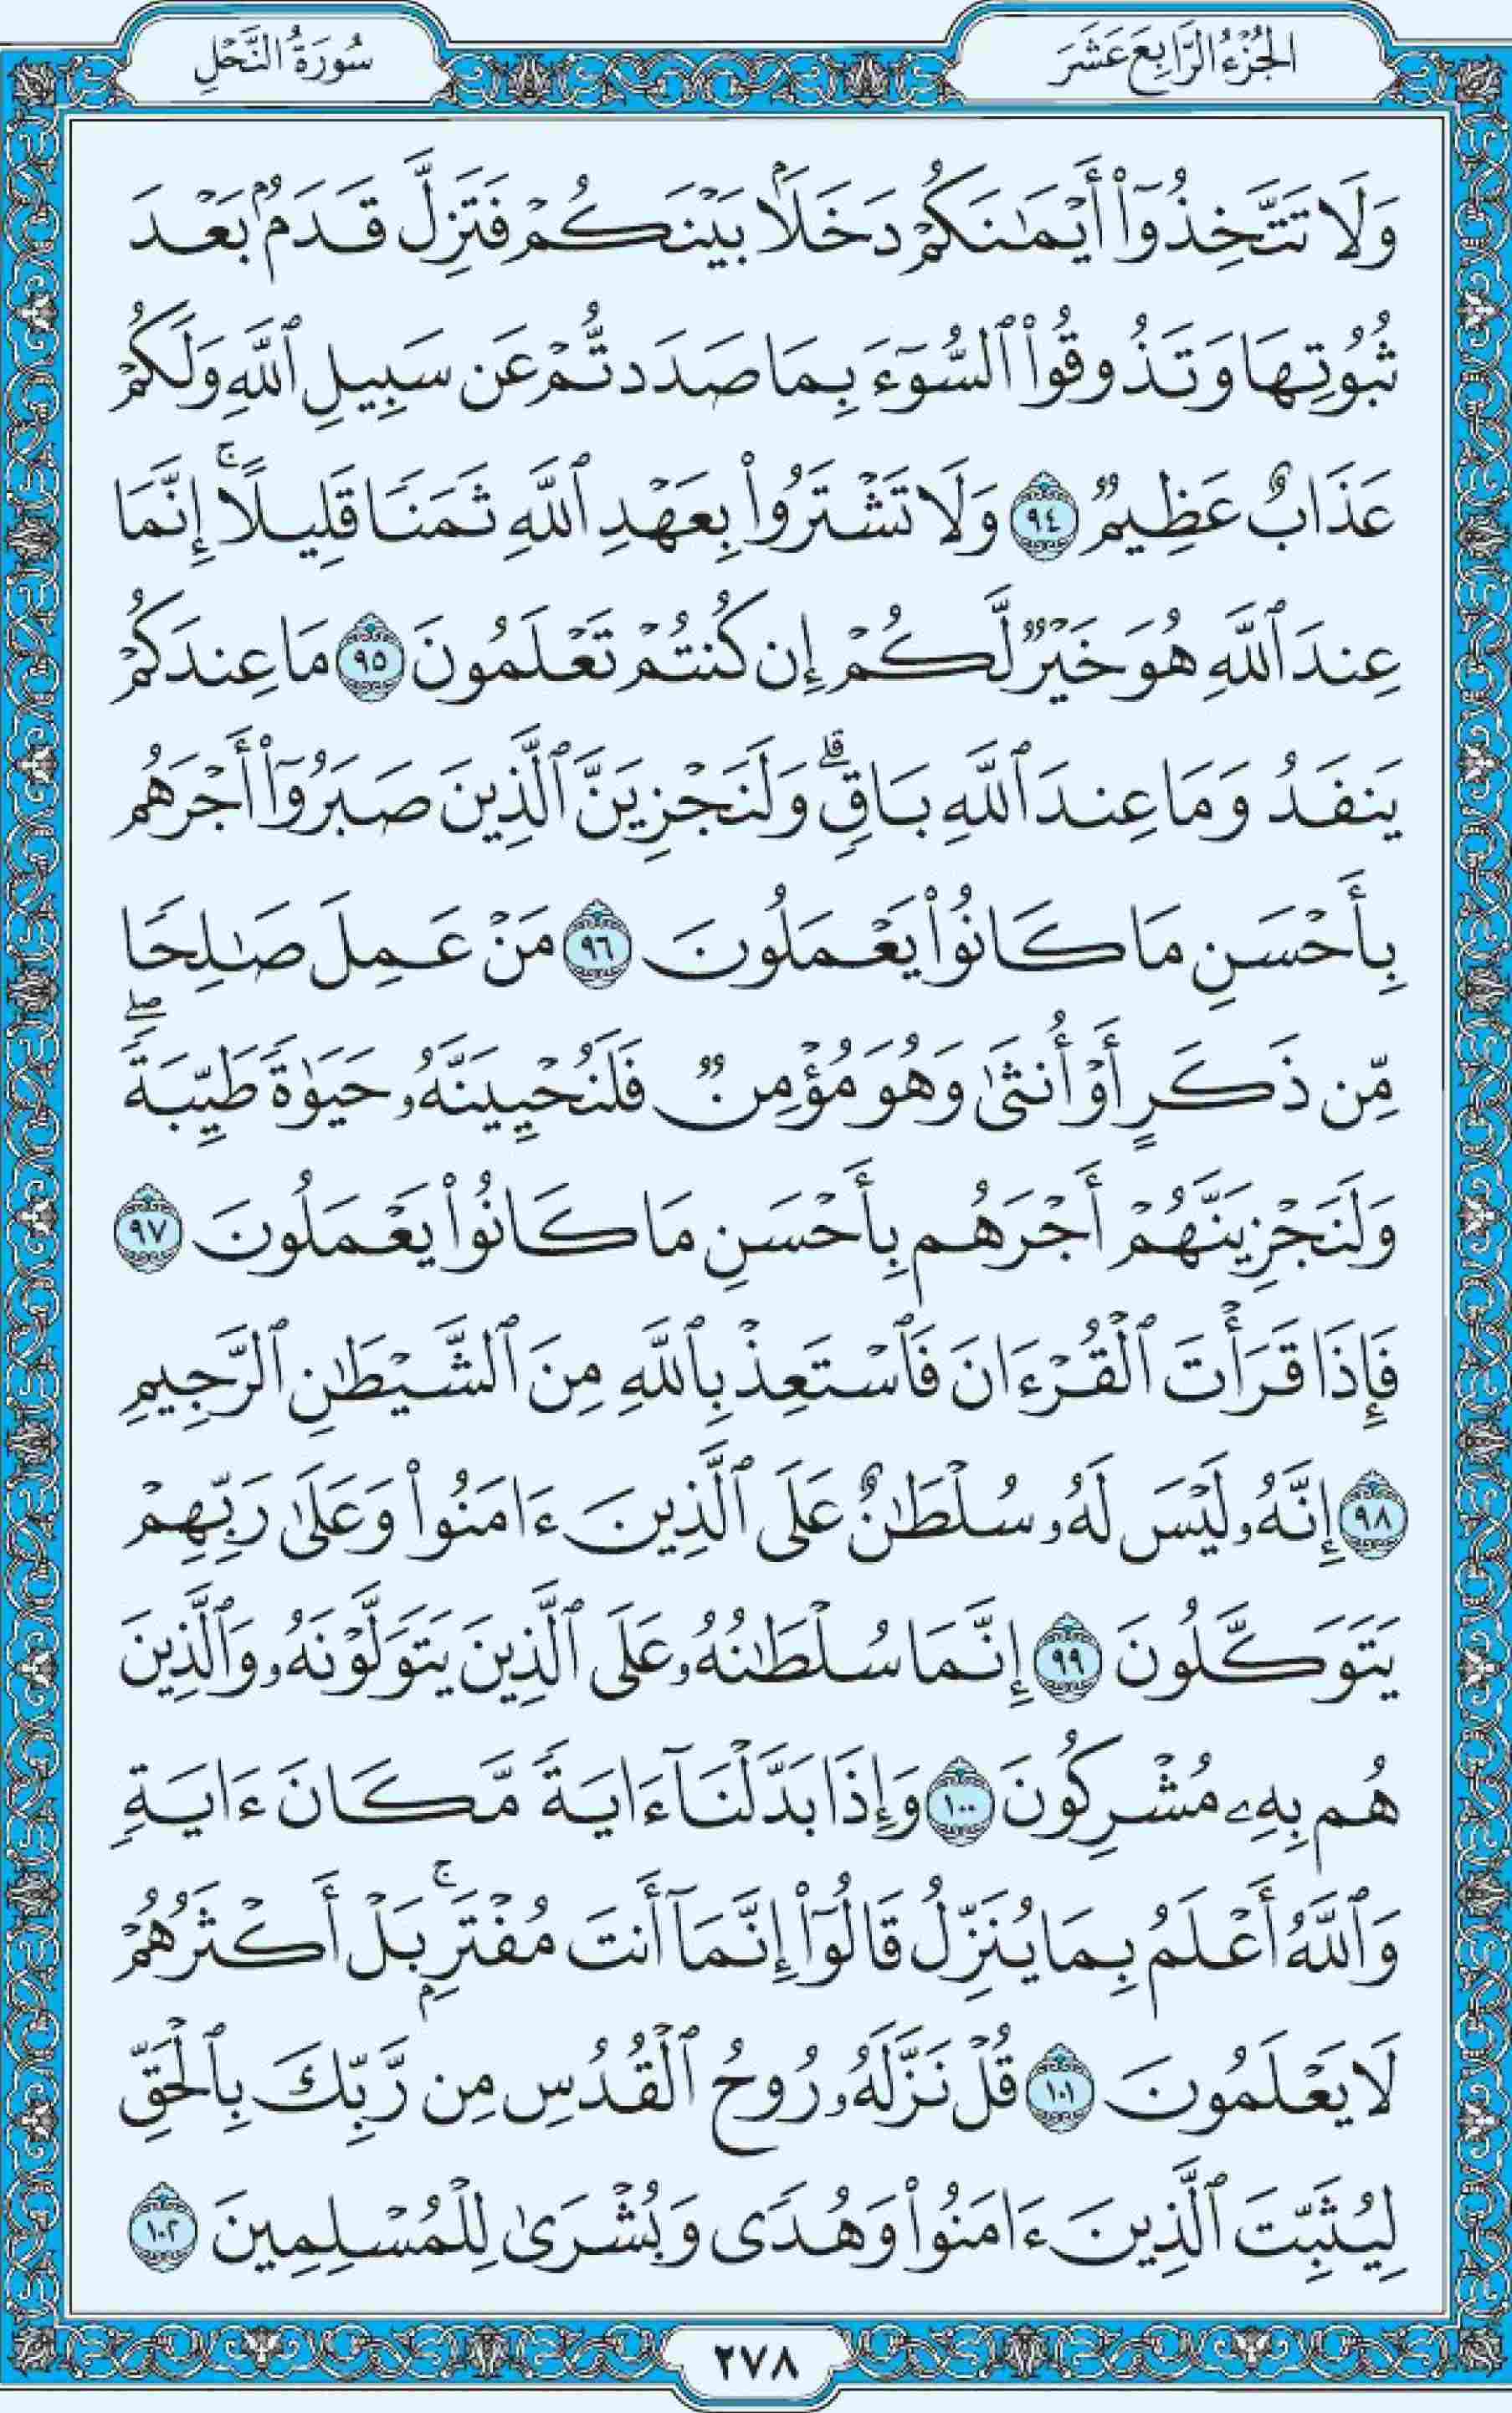 الجُزْءُ الرَّابِعَ عَشَرَ
سُورَةُ النَّحْلِ
وَلَا تَتَّخِذُوٓا۟ أَيْمَـٰنَكُمْ دَخَلًۢا بَيْنَكُمْ فَتَزِلَّ قَدَمٌۢ بَعْدَ
ثُبُوتِهَا وَتَذُوقُوا۟ ٱلسُّوٓءَ بِمَا صَدَدتُّمْ عَن سَبِيلِ ٱللَّهِ وَلَكُمْ
عَذَابٌ عَظِيمٌ ٩٤ وَلَا تَشْتَرُوا۟ بِعَهْدِ ٱللَّهِ ثَمَنًا قَلِيلًا ۚ إِنَّمَا
عِندَ ٱللَّهِ هُوَ خَيْرٌ لَّكُمْ إِن كُنتُمْ تَعْلَمُونَ ٩٥ مَا عِندَكُمْ
يَنفَدُ وَمَا عِندَ ٱللَّهِ بَاقٍ ۗ وَلَنَجْزِيَنَّ ٱلَّذِينَ صَبَرُوٓا۟ أَجْرَهُم
بِأَحْسَنِ مَا كَانُوا۟ يَعْمَلُونَ ٩٦ مَنْ عَمِلَ صَـٰلِحًا
مِّن ذَكَرٍ أَوْ أُنثَىٰ وَهُوَ مُؤْمِنٌ فَلَنُحْيِيَنَّهُۥ حَيَوٰةً طَيِّبَةً ۖ
وَلَنَجْزِيَنَّهُمْ أَجْرَهُم بِأَحْسَنِ مَا كَانُوا۟ يَعْمَلُونَ ٩٧
فَإِذَا قَرَأْتَ ٱلْقُرْءَانَ فَٱسْتَعِذْ بِٱللَّهِ مِنَ ٱلشَّيْطَـٰنِ ٱلرَّجِيمِ
٩٨ إِنَّهُۥ لَيْسَ لَهُۥ سُلْطَـٰنٌ عَلَى ٱلَّذِينَ ءَامَنُوا۟ وَعَلَىٰ رَبِّهِمْ
يَتَوَكَّلُونَ ٩٩ إِنَّمَا سُلْطَـٰنُهُۥ عَلَى ٱلَّذِينَ يَتَوَلَّوْنَهُۥ وَٱلَّذِينَ
هُم بِهِۦ مُشْرِكُونَ ١٠٠ وَإِذَا بَدَّلْنَآ ءَايَةً مَّكَانَ ءَايَةٍ
وَٱللَّهُ أَعْلَمُ بِمَا يُنَزِّلُ قَالُوٓا۟ إِنَّمَآ أَنتَ مُفْتَرٍۭ ۚ بَلْ أَكْثَرُهُمْ
لَا يَعْلَمُونَ ١٠١ قُلْ نَزَّلَهُۥ رُوحُ ٱلْقُدُسِ مِن رَّبِّكَ بِٱلْحَقِّ
لِيُثَبِّتَ ٱلَّذِينَ ءَامَنُوا۟ وَهُدًى وَبُشْرَىٰ لِلْمُسْلِمِينَ ١٠٢
٢٧٨